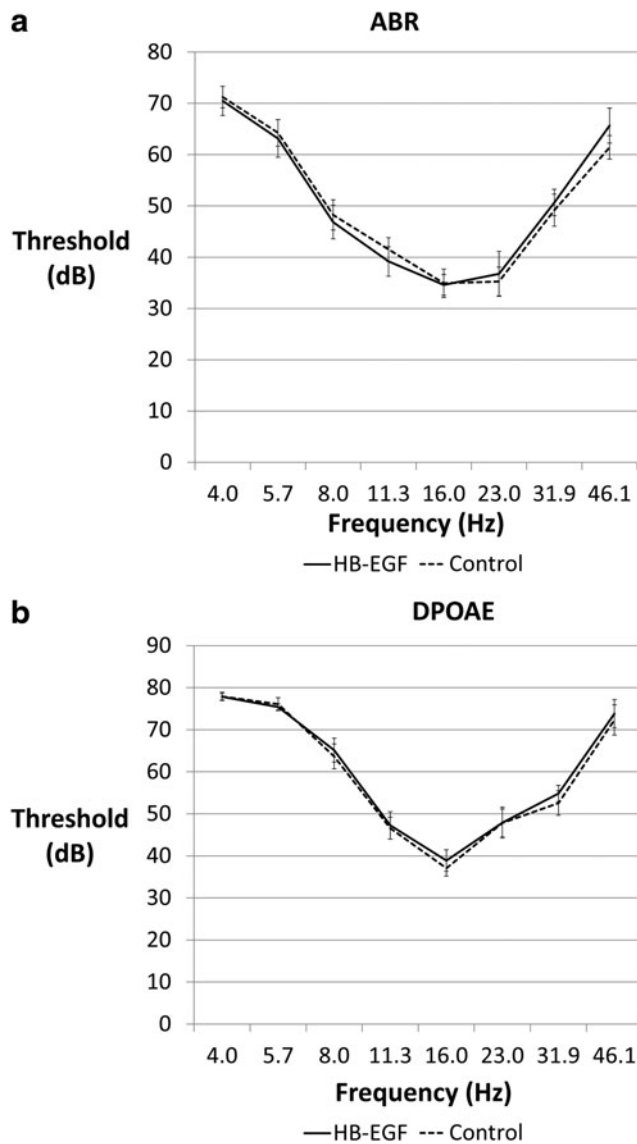 a
ABR
80
70
60
50
40
30
20
10
0
Threshold
(dB)
4.0 5.7 8.0 11.3 16.0 23.0 31.9 46.1
Frequency (Hz)
HB-EGF Control
b
DPOAE
90
80
70
60
50
40
30
20
10
0
Threshold
(dB)
4.0 5.7 8.0 11.3 16.0 23.0 31.9 46.1
Frequency (Hz)
HB-EGF Control